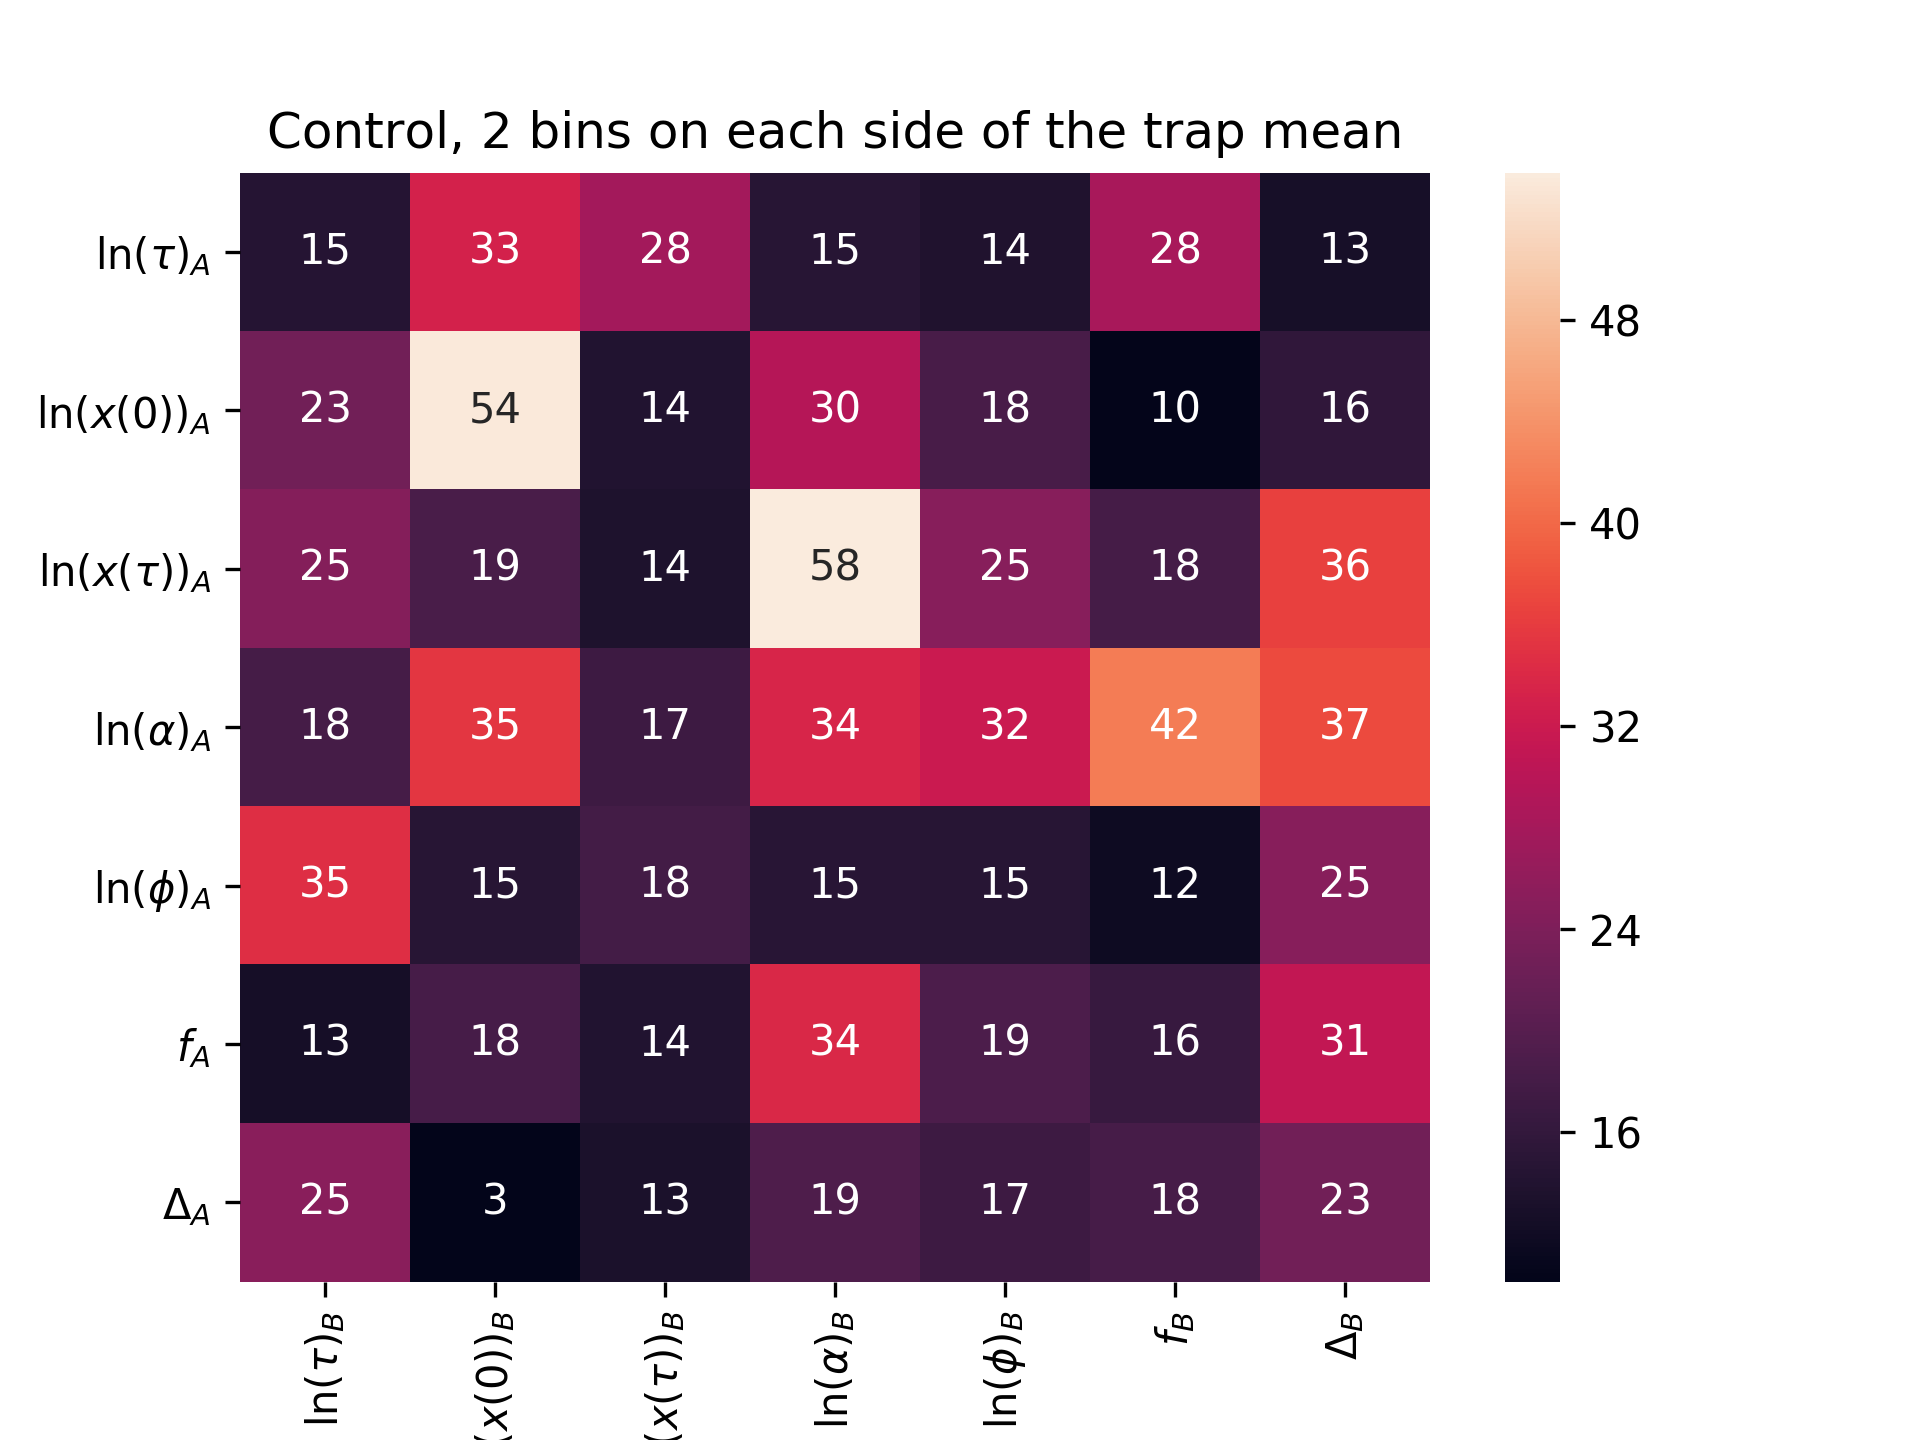 Control, 2 bins on each side of the trap mean
ln(τ)A 15 33 28 15 14 28 13
ln(x(0))A 23 54 14 30 18 10 16
ln(x(τ))A 25 19 14 58 25 18 36
ln(α)A 18 35 17 34 32 42 37
ln(ϕ)A 35 15 18 15 15 12 25
fA 13 18 14 34 19 16 31
ΔA 25 3 13 19 17 18 23
ln(τ)B (x(0))B (x(τ))B ln(α)B ln(ϕ)B fB ΔB
48
40
32
24
16